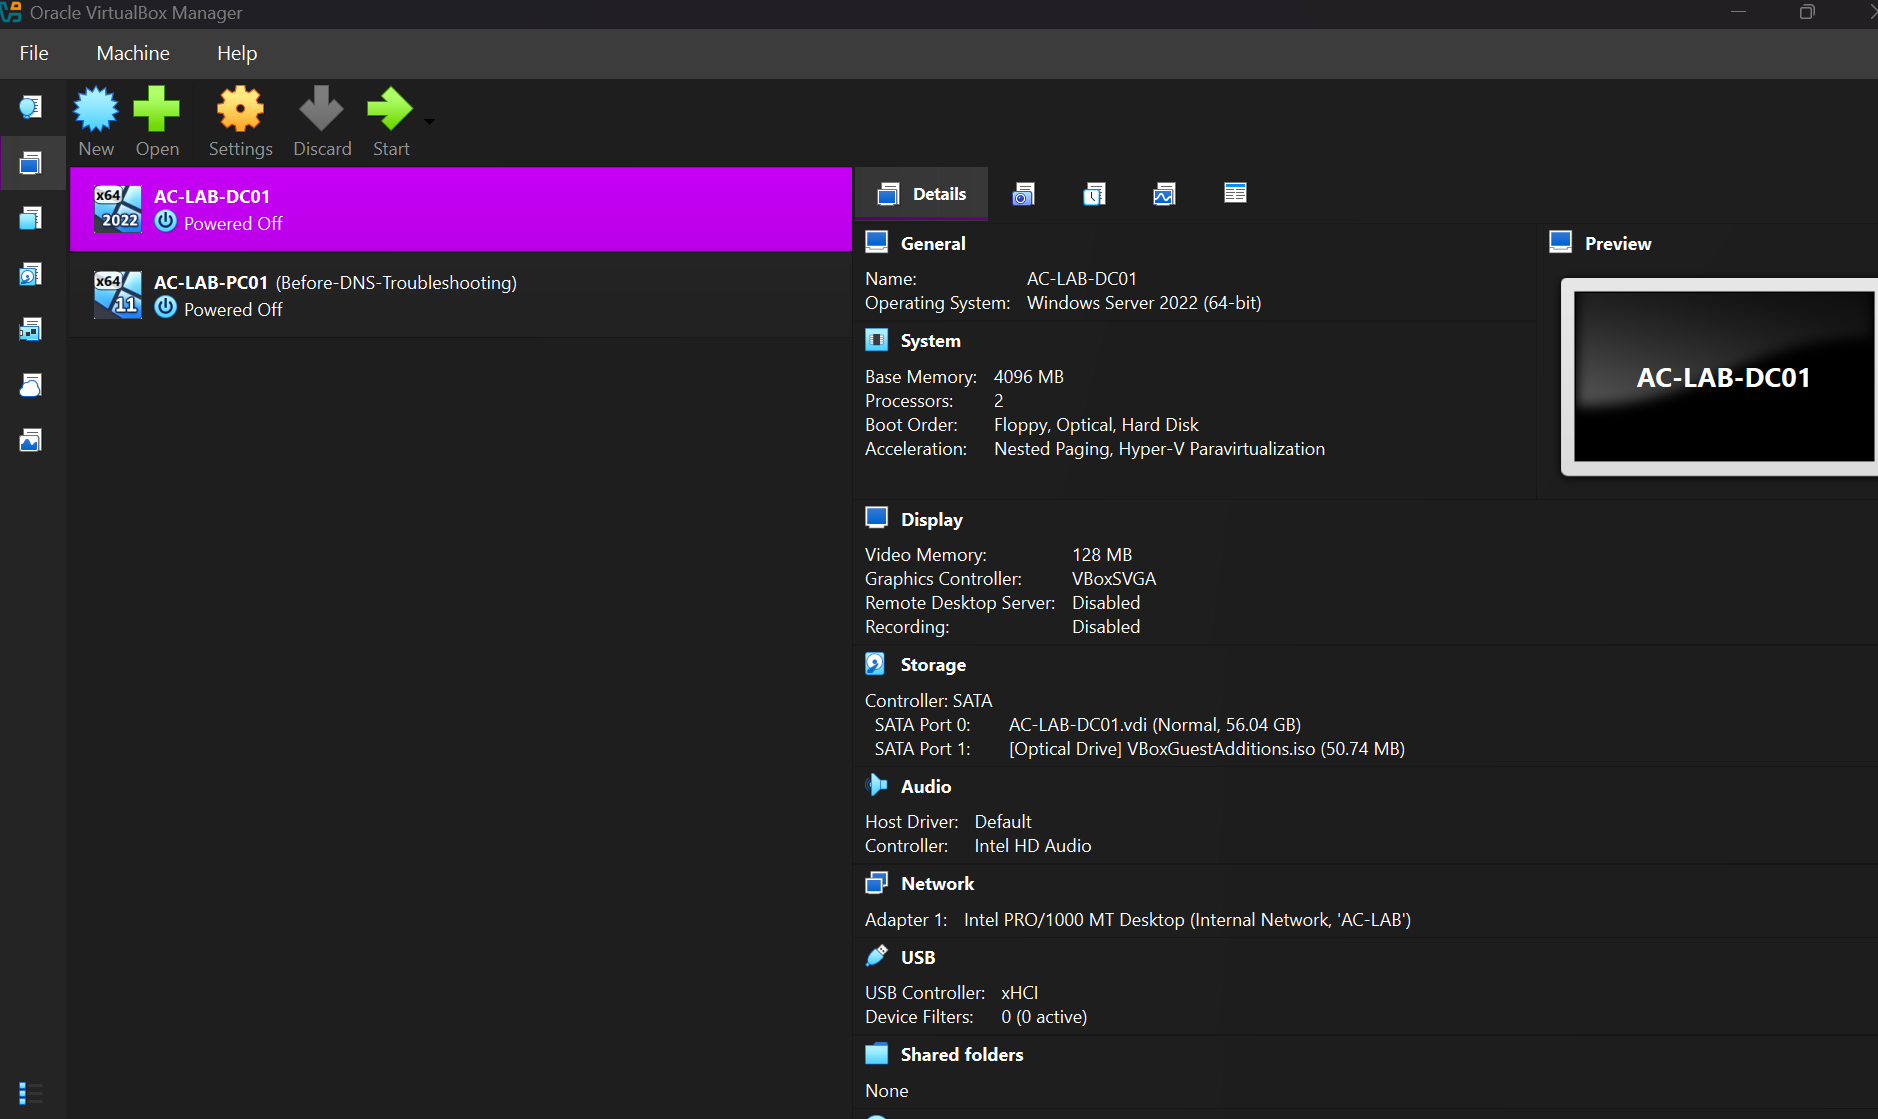 Oracle VirtualBox Manager
File Machine Help
New Open Settings Discard Start
x64 2022
AC-LAB-DC01
Powered Off
x64 11
AC-LAB-PC01 (Before-DNS-Troubleshooting)
Powered Off
Details
General
Name: AC-LAB-DC01
Operating System: Windows Server 2022 (64-bit)
Preview
AC-LAB-DC01
System
Base Memory: 4096 MB
Processors: 2
Boot Order: Floppy, Optical, Hard Disk
Acceleration: Nested Paging, Hyper-V Paravirtualization
Display
Video Memory: 128 MB
Graphics Controller: VBoxSVGA
Remote Desktop Server: Disabled
Recording: Disabled
Storage
Controller: SATA
SATA Port 0: AC-LAB-DC01.vdi (Normal, 56.04 GB)
SATA Port 1: [Optical Drive] VBoxGuestAdditions.iso (50.74 MB)
Audio
Host Driver: Default
Controller: Intel HD Audio
Network
Adapter 1: Intel PRO/1000 MT Desktop (Internal Network, 'AC-LAB')
USB
USB Controller: xHCI
Device Filters: 0 (0 active)
Shared folders
None